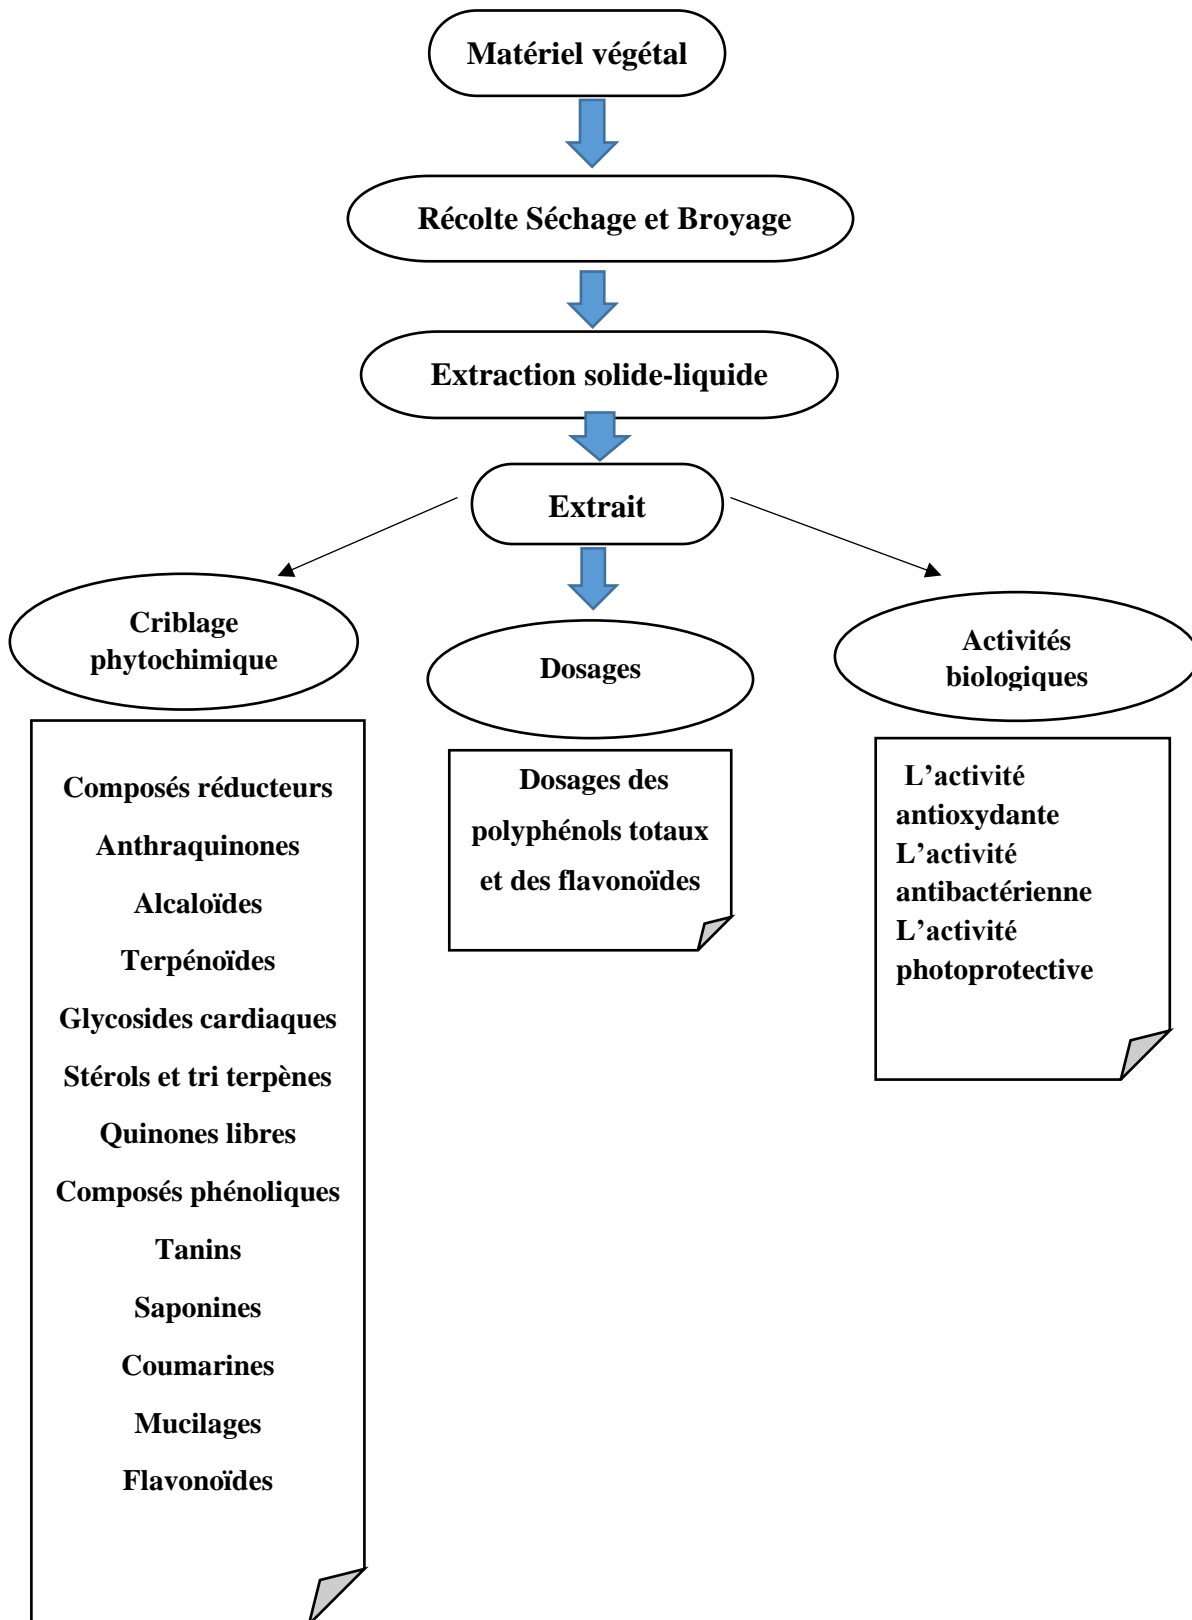 Matériel végétal
Récolte Séchage et Broyage
Extraction solide-liquide
Extrait
Criblage
phytochimique
Composés réducteurs
Anthraquinones
Alcaloïdes
Terpénoïdes
Glycosides cardiaques
Stérols et tri terpènes
Quinones libres
Composés phénoliques
Tanins
Saponines
Coumarines
Mucilages
Flavonoïdes
Dosages
Dosages des
polyphénols totaux
et des flavonoïdes
Activités
biologiques
L’activité
antioxydante
L’activité
antibactérienne
L’activité
photoprotective